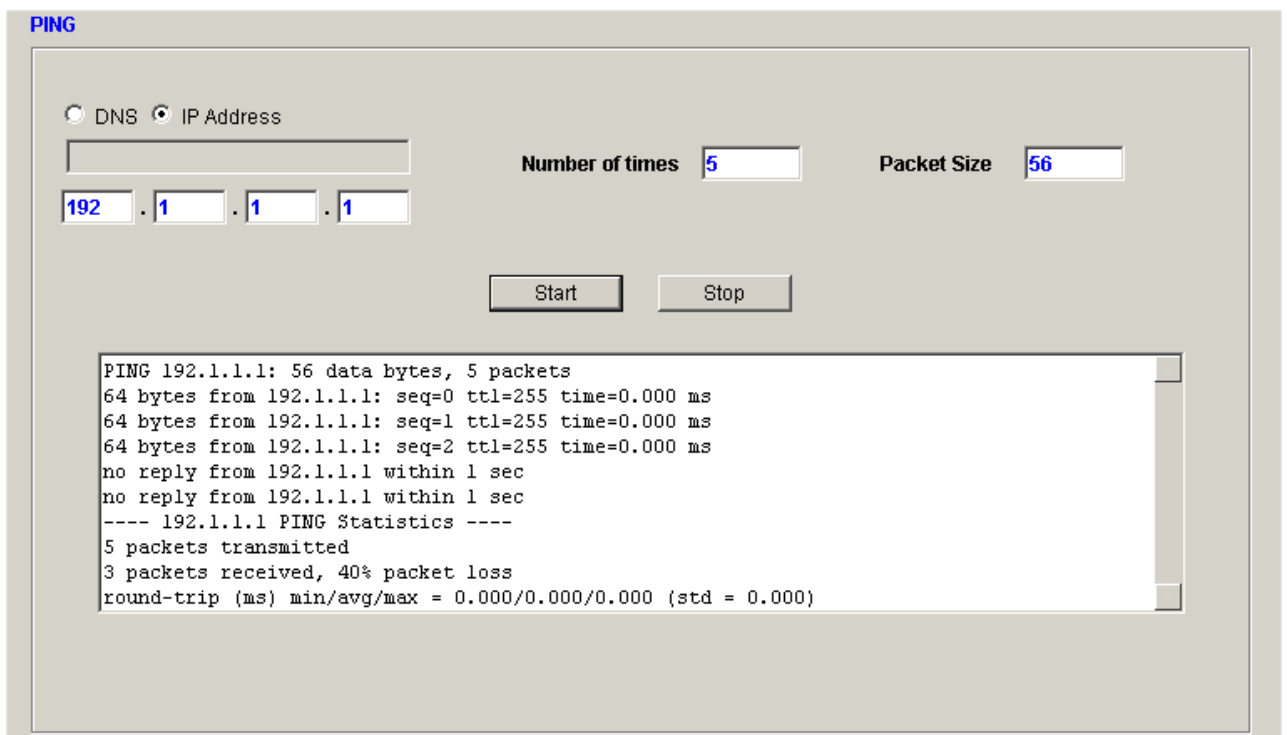 PING
DNS IP Address
Number of times 5 Packet Size 56
192 . 1 . 1 . 1
Start Stop
PING 192.1.1.1: 56 data bytes, 5 packets
64 bytes from 192.1.1.1: seq=0 ttl=255 time=0.000 ms
64 bytes from 192.1.1.1: seq=1 ttl=255 time=0.000 ms
64 bytes from 192.1.1.1: seq=2 ttl=255 time=0.000 ms
no reply from 192.1.1.1 within 1 sec
no reply from 192.1.1.1 within 1 sec
---- 192.1.1.1 PING Statistics ----
5 packets transmitted
3 packets received, 40% packet loss
round-trip (ms) min/avg/max = 0.000/0.000/0.000 (std = 0.000)